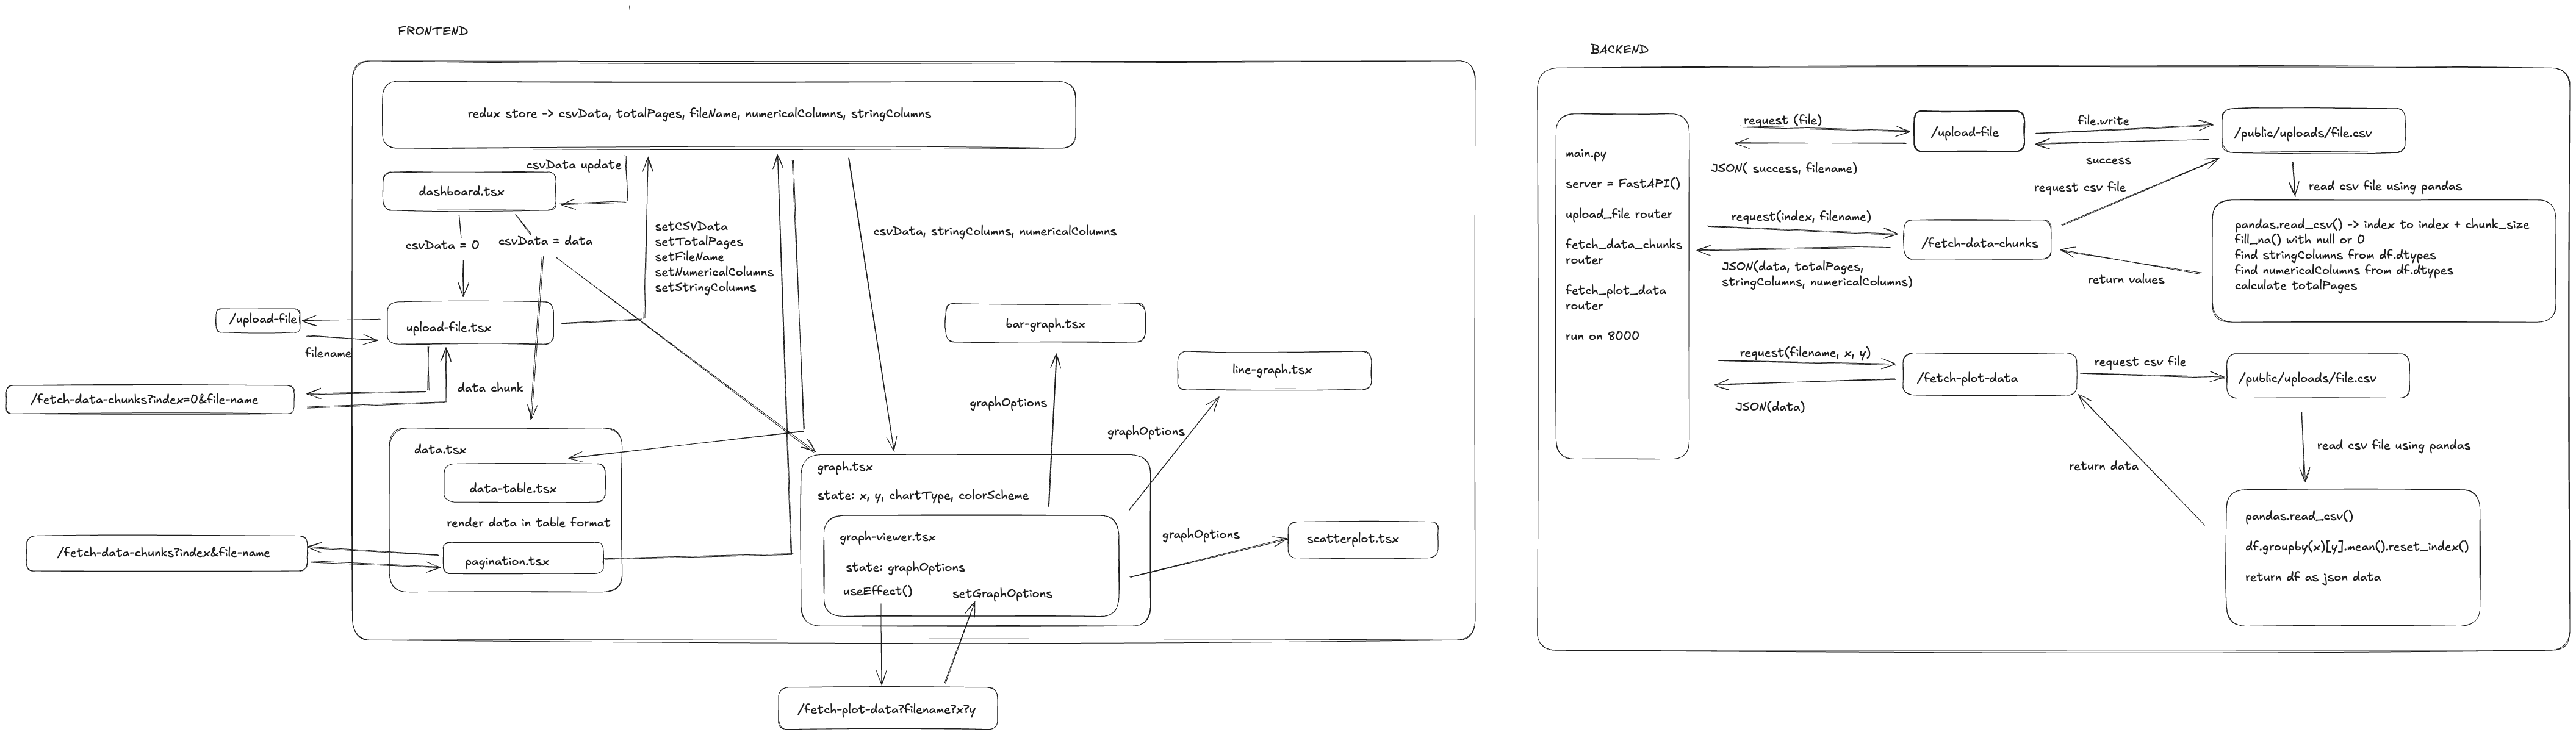 FRONTEND
redux store -> csvData, totalPages, fileName, numericalColumns, stringColumns
csvData update
dashboard.tsx
csvData = 0
csvData = data
setCSVData
setTotalPages
setFileName
setNumericalColumns
setStringColumns
csvData, stringColumns, numericalColumns
/upload-file
filename
upload-file.tsx
/fetch-data-chunks?index=0&file-name
data chunk
bar-graph.tsx
line-graph.tsx
graphOptions
graphOptions
data.tsx
data-table.tsx
render data in table format
pagination.tsx
/fetch-data-chunks?index&file-name
graph.tsx
state: x, y, chartType, colorScheme
graph-viewer.tsx
state: graphOptions
useEffect()
setGraphOptions
graphOptions
scatterplot.tsx
/fetch-plot-data?filename?x?y
BACKEND
main.py
server = FastAPI()
upload_file router
fetch_data_chunks
router
fetch_plot_data
router
run on 8000
request (file)
JSON( success, filename)
/upload-file
file.write
success
/public/uploads/file.csv
request csv file
read csv file using pandas
request(index, filename)
JSON(data, totalPages,
stringColumns, numericalColumns)
/fetch-data-chunks
return values
pandas.read_csv() -> index to index + chunk_size
fill_na() with null or 0
find stringColumns from df.dtypes
find numericalColumns from df.dtypes
calculate totalPages
request(filename, x, y)
JSON(data)
/fetch-plot-data
request csv file
/public/uploads/file.csv
read csv file using pandas
return data
pandas.read_csv()
df.groupby(x)[y].mean().reset_index()
return df as json data